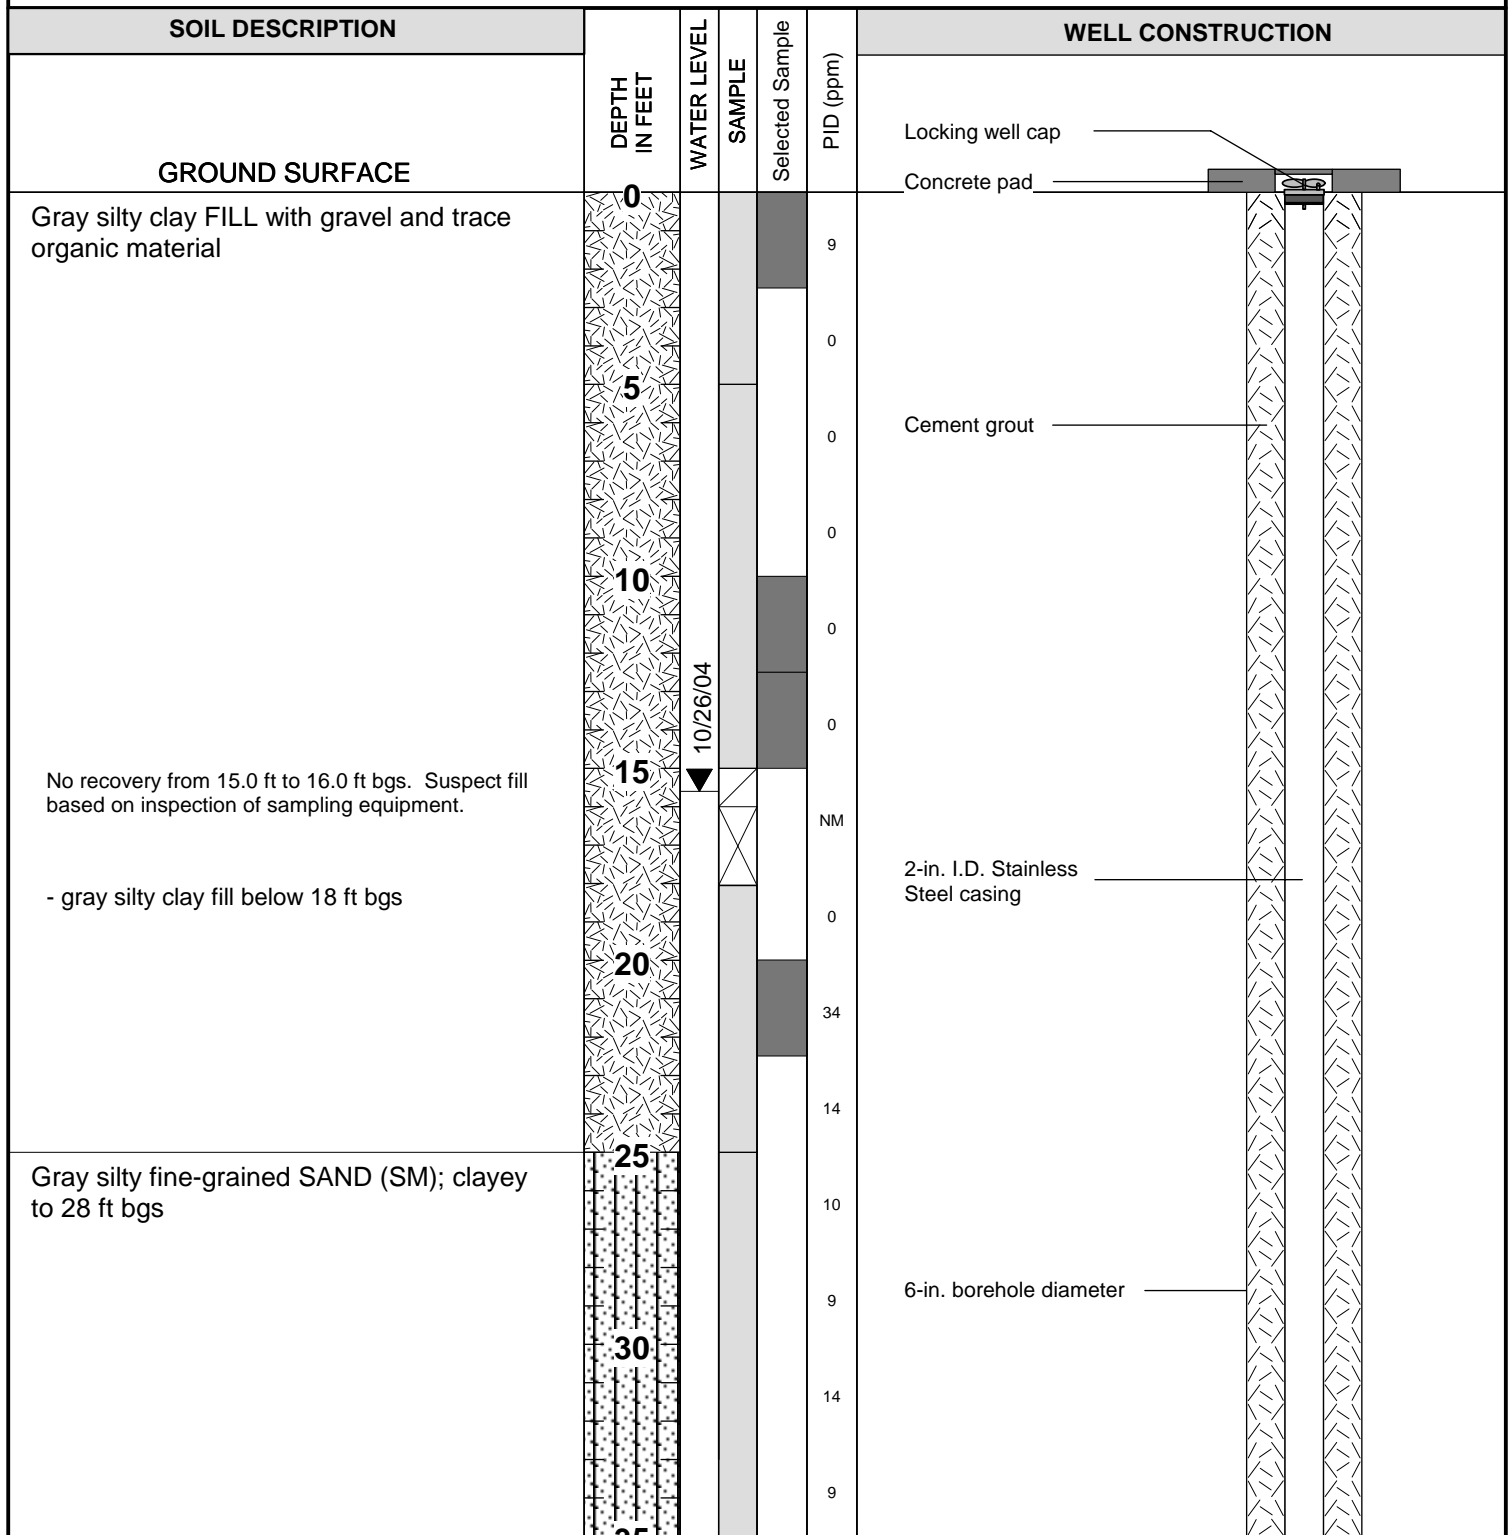 SOIL DESCRIPTION
DEPTH
IN FEET
WATER LEVEL
SAMPLE
Selected Sample
PID (ppm)
WELL CONSTRUCTION
Locking well cap
GROUND SURFACE
Concrete pad
0
Gray silty clay FILL with gravel and trace
organic material
9
0
5
Cement grout
0
0
10
0
10/26/04
0
15
No recovery from 15.0 ft to 16.0 ft bgs. Suspect fill
based on inspection of sampling equipment.
NM
2-in. I.D. Stainless
Steel casing
- gray silty clay fill below 18 ft bgs
0
20
34
14
25
Gray silty fine-grained SAND (SM); clayey
to 28 ft bgs
10
6-in. borehole diameter
9
30
14
9